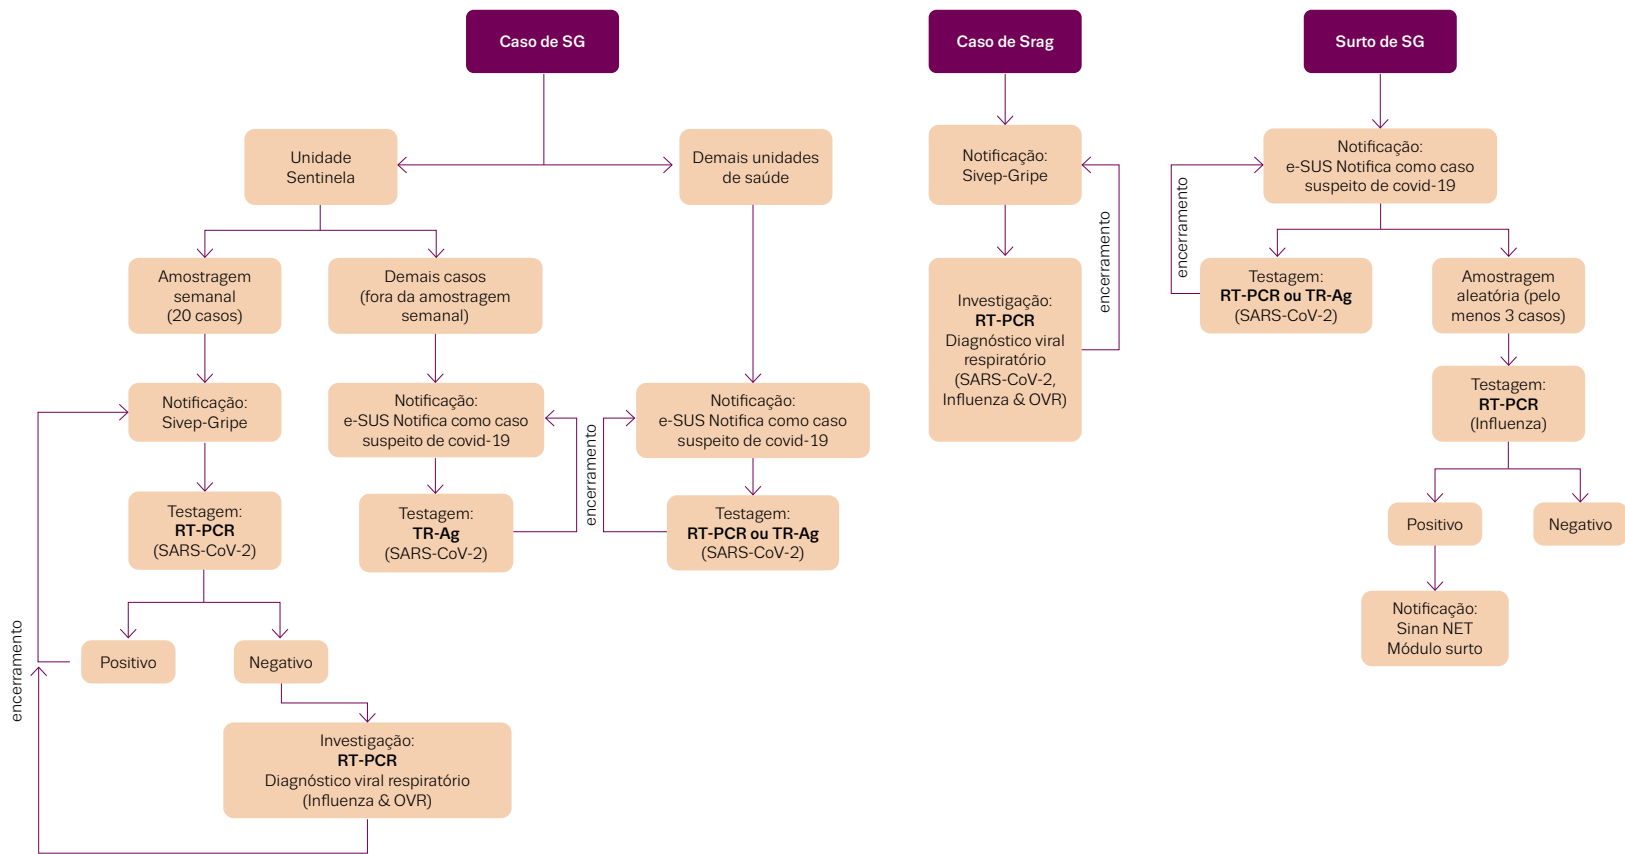 Caso de SG
Unidade
Sentinela
Demais unidades
de saúde
Amostragem
semanal
(20 casos)
Demais casos
(fora da amostragem
semanal)
Notificação:
Sivep-Gripe
Notificação:
e-SUS Notifica como caso
suspeito de covid-19
Notificação:
e-SUS Notifica como caso
suspeito de covid-19
encerramento
Testagem:
RT-PCR
(SARS-CoV-2)
Testagem:
TR-Ag
(SARS-CoV-2)
Testagem:
RT-PCR ou TR-Ag
(SARS-CoV-2)
encerramento
Positivo
Negativo
Investigação:
RT-PCR
Diagnóstico viral respiratório
(Influenza & OVR)
Caso de Srag
Notificação:
Sivep-Gripe
encerramento
Investigação:
RT-PCR
Diagnóstico viral
respiratório
(SARS-CoV-2,
Influenza & OVR)
Surto de SG
Notificação:
e-SUS Notifica como caso
suspeito de covid-19
encerramento
Testagem:
RT-PCR ou TR-Ag
(SARS-CoV-2)
Amostragem
aleatória (pelo
menos 3 casos)
Testagem:
RT-PCR
(Influenza)
Positivo
Negativo
Notificação:
Sinan NET
Módulo surto